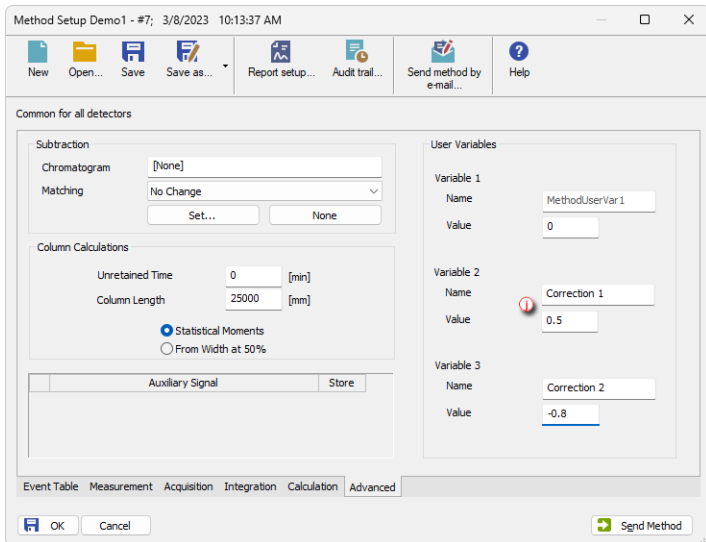 Method Setup Demo1 - #7; 3/8/2023 10:13:37 AM
New Open... Save Save as... Report setup... Audit trail... Send method by e-mail... Help
Common for all detectors
Subtraction
Chromatogram [None]
Matching No Change
Set... None
Column Calculations
Unretained Time 0 [min]
Column Length 25000 [mm]
Statistical Moments
From Width at 50%
Auxiliary Signal Store
User Variables
Variable 1
Name MethodUserVar1
Value 0
Variable 2
Name Correction 1
Value 0.5
Variable 3
Name Correction 2
Value -0.8
Event Table Measurement Acquisition Integration Calculation Advanced
OK Cancel Send Method